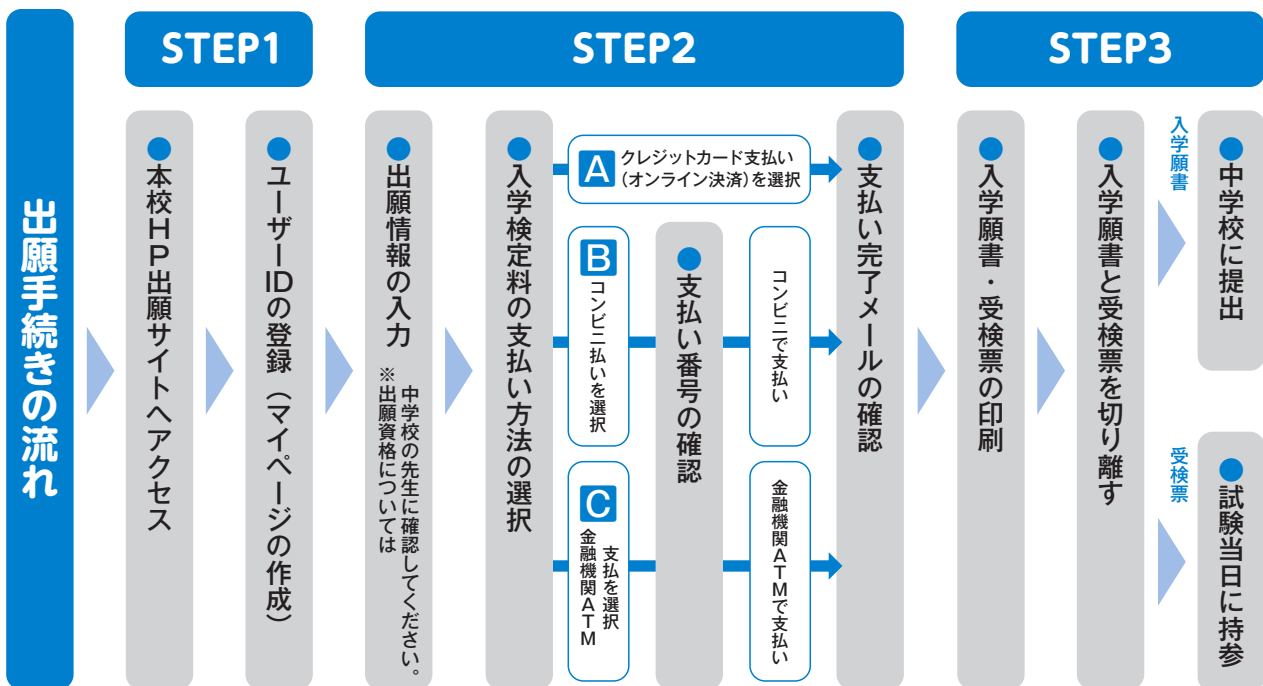 出願手続きの流れ
STEP1
●本校HP出願サイトへアクセス
●ユーザーIDの登録（マイページの作成）
STEP2
●出願情報の入力
※出願資格については
中学校の先生に確認してください。
●入学検定料の支払い方法の選択
A クレジットカード支払い
（オンライン決済）を選択
B コンビニ払いを選択
C 金融機関ATM
支払を選択
●支払い番号の確認
コンビニで支払い
金融機関ATMで支払い
●支払い完了メールの確認
STEP3
●入学願書・受検票の印刷
●入学願書と受検票を切り離す
入学願書
●中学校に提出
受検票
●試験当日に持参